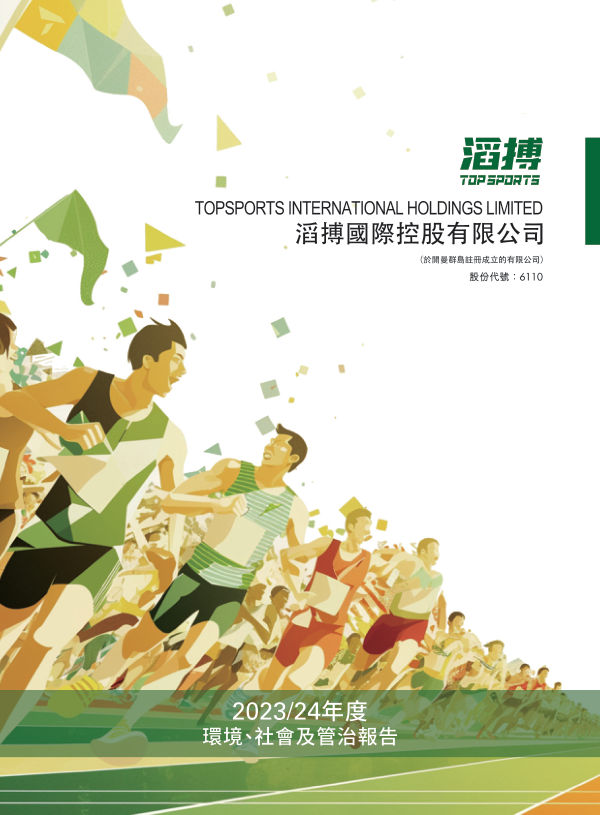 滔搏
TOPSPORTS
TOPSPORTS INTERNATIONAL HOLDINGS LIMITED
滔搏國際控股有限公司
(於開曼群島註冊成立的有限公司)
股份代號：6110
2023/24年度
環境、社會及管治報告